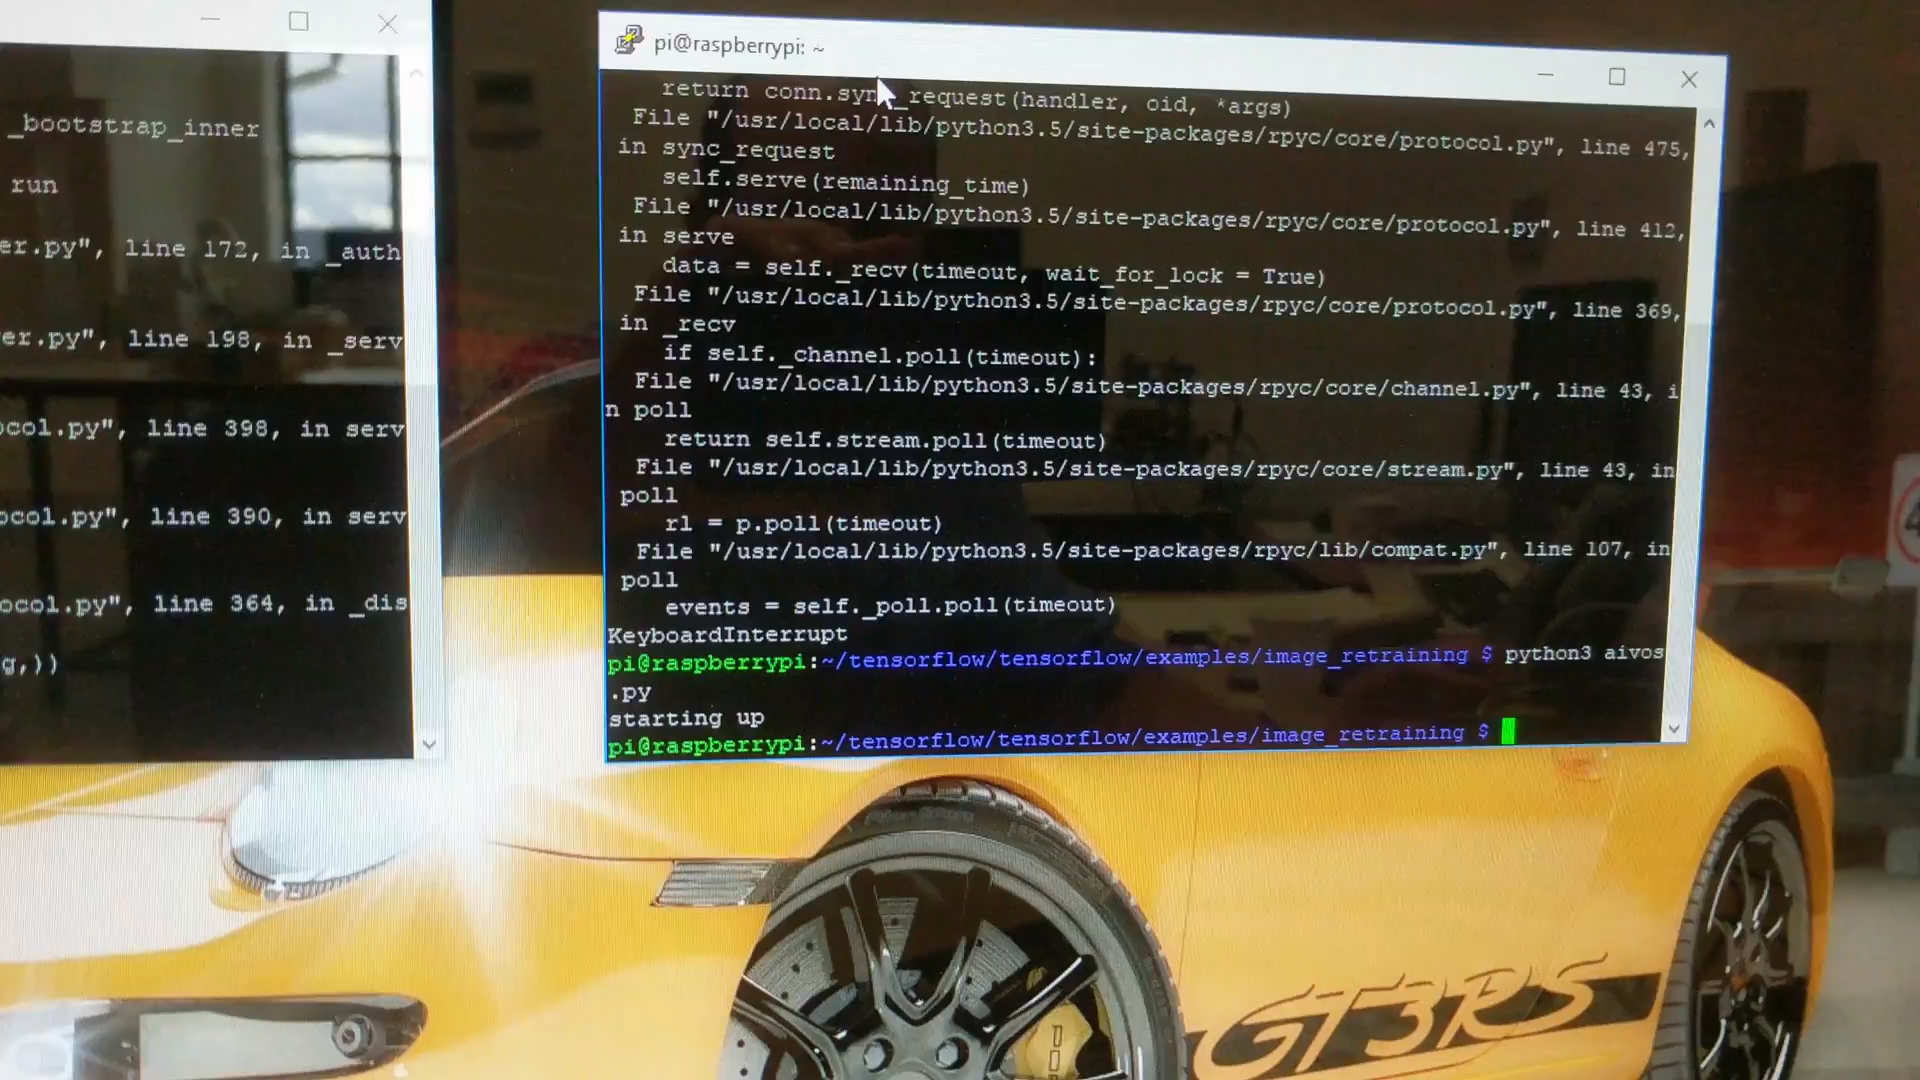 _bootstrap_inner
run
er.py", line 172, in _auth
er.py", line 198, in _serv
ocol.py", line 398, in serv
ocol.py", line 390, in serv
ocol.py", line 364, in _dis
g,))
pi@raspberrypi: ~
return conn.sync_request(handler, oid, *args)
File "/usr/local/lib/python3.5/site-packages/rpyc/core/protocol.py", line 475,
in sync_request
self.serve(remaining_time)
File "/usr/local/lib/python3.5/site-packages/rpyc/core/protocol.py", line 412,
in serve
data = self._recv(timeout, wait_for_lock = True)
File "/usr/local/lib/python3.5/site-packages/rpyc/core/protocol.py", line 369,
in _recv
if self._channel.poll(timeout):
File "/usr/local/lib/python3.5/site-packages/rpyc/core/channel.py", line 43, i
n poll
return self.stream.poll(timeout)
File "/usr/local/lib/python3.5/site-packages/rpyc/core/stream.py", line 43, in
poll
rl = p.poll(timeout)
File "/usr/local/lib/python3.5/site-packages/rpyc/lib/compat.py", line 107, in
poll
events = self._poll.poll(timeout)
KeyboardInterrupt
pi@raspberrypi:~/tensorflow/tensorflow/examples/image_retraining $ python3 aivos
.py
starting up
pi@raspberrypi:~/tensorflow/tensorflow/examples/image_retraining $
GT3RS